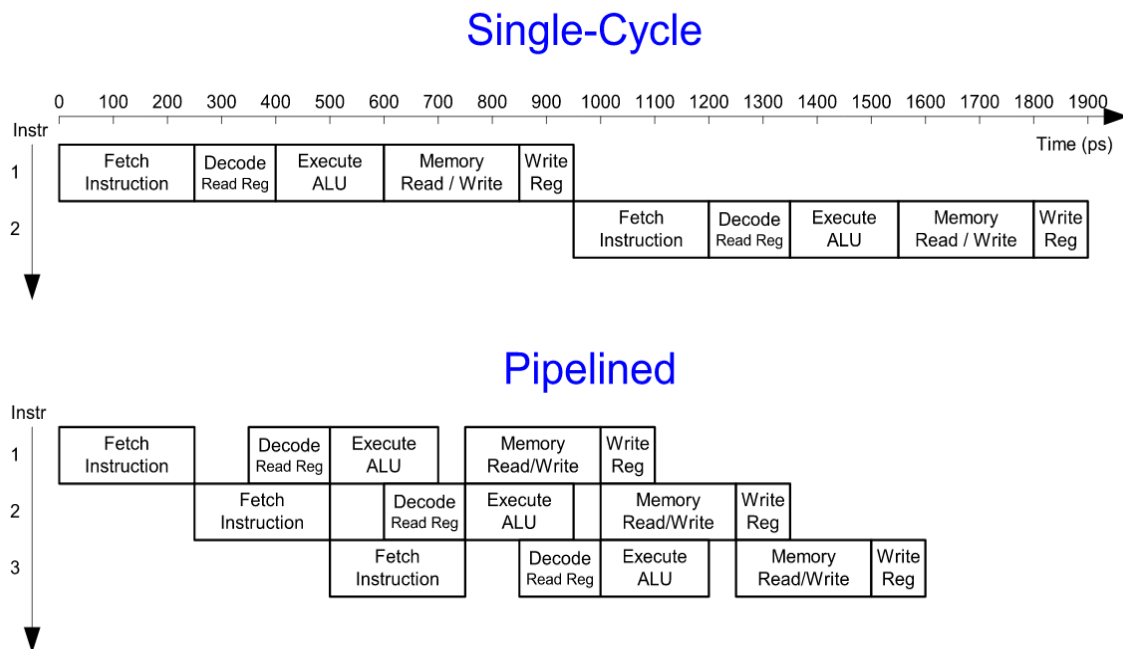 Single-Cycle
0 100 200 300 400 500 600 700 800 900 1000 1100 1200 1300 1400 1500 1600 1700 1800 1900
Instr
Time (ps)
1
Fetch
Instruction
Decode
Read Reg
Execute
ALU
Memory
Read / Write
Write
Reg
2
Fetch
Instruction
Decode
Read Reg
Execute
ALU
Memory
Read / Write
Write
Reg
Pipelined
Instr
1
Fetch
Instruction
Decode
Read Reg
Execute
ALU
Memory
Read/Write
Write
Reg
2
Fetch
Instruction
Decode
Read Reg
Execute
ALU
Memory
Read/Write
Write
Reg
3
Fetch
Instruction
Decode
Read Reg
Execute
ALU
Memory
Read/Write
Write
Reg